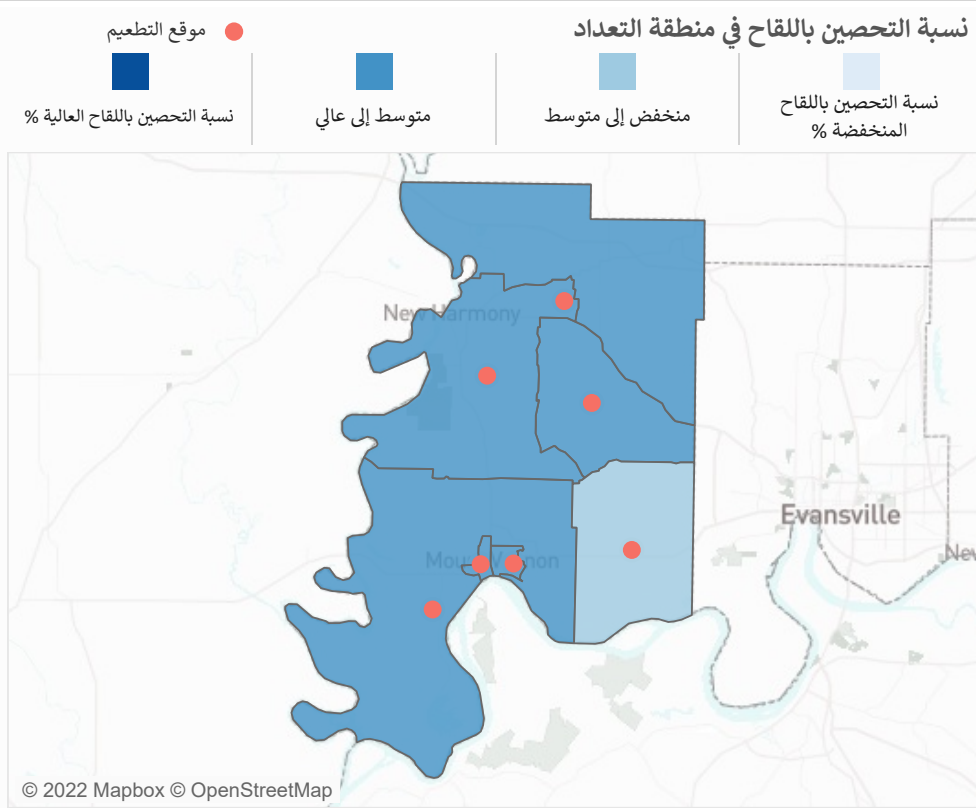 نسبة التحصين باللقاح في منطقة التعداد
موقع التطعيم
نسبة التحصين باللقاح
المنخفضة %
منخفض إلى متوسط
متوسط إلى عالي
نسبة التحصين باللقاح العالية %
New Harmony
Evansville
Mount Vernon
New
© 2022 Mapbox © OpenStreetMap